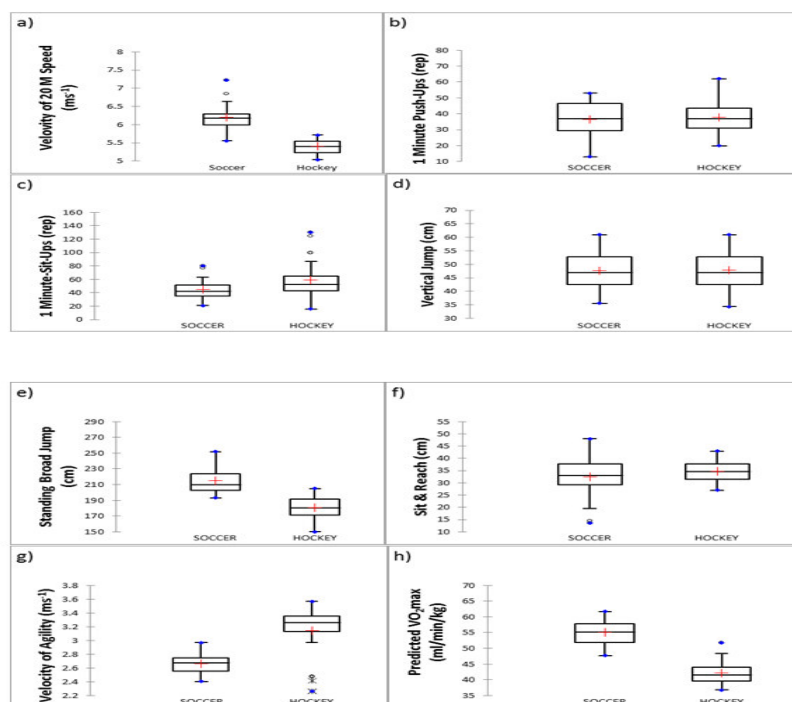 a)
Velovity of 20 M Speed
(ms-1)
8
7.5
7
6.5
6
5.5
5
Soccer Hockey
b)
1 Minute Push-Ups (rep)
80
70
60
50
40
30
20
10
SOCCER HOCKEY
c)
1 Minute-Sit-Ups (rep)
160
140
120
100
80
60
40
20
0
SOCCER HOCKEY
d)
Vertical Jump (cm)
70
65
60
55
50
45
40
35
30
SOCCER HOCKEY
e)
Standing Broad Jump
(cm)
290
270
250
230
210
190
170
150
SOCCER HOCKEY
f)
Sit & Reach (cm)
55
50
45
40
35
30
25
20
15
10
SOCCER HOCKEY
g)
Velocity of Agility (ms-1)
3.8
3.6
3.4
3.2
3
2.8
2.6
2.4
2.2
SOCCER HOCKEY
h)
Predicted VO2max
(ml/min/kg)
70
65
60
55
50
45
40
35
SOCCER HOCKEY